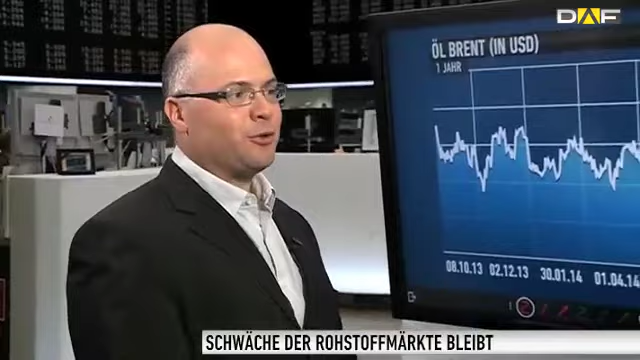 DAF
ÖL BRENT (IN USD)
1 JAHR
08.10.13 02.12.13 30.01.14 01.04.14
SCHWÄCHE DER ROHSTOFFMÄRKTE BLEIBT